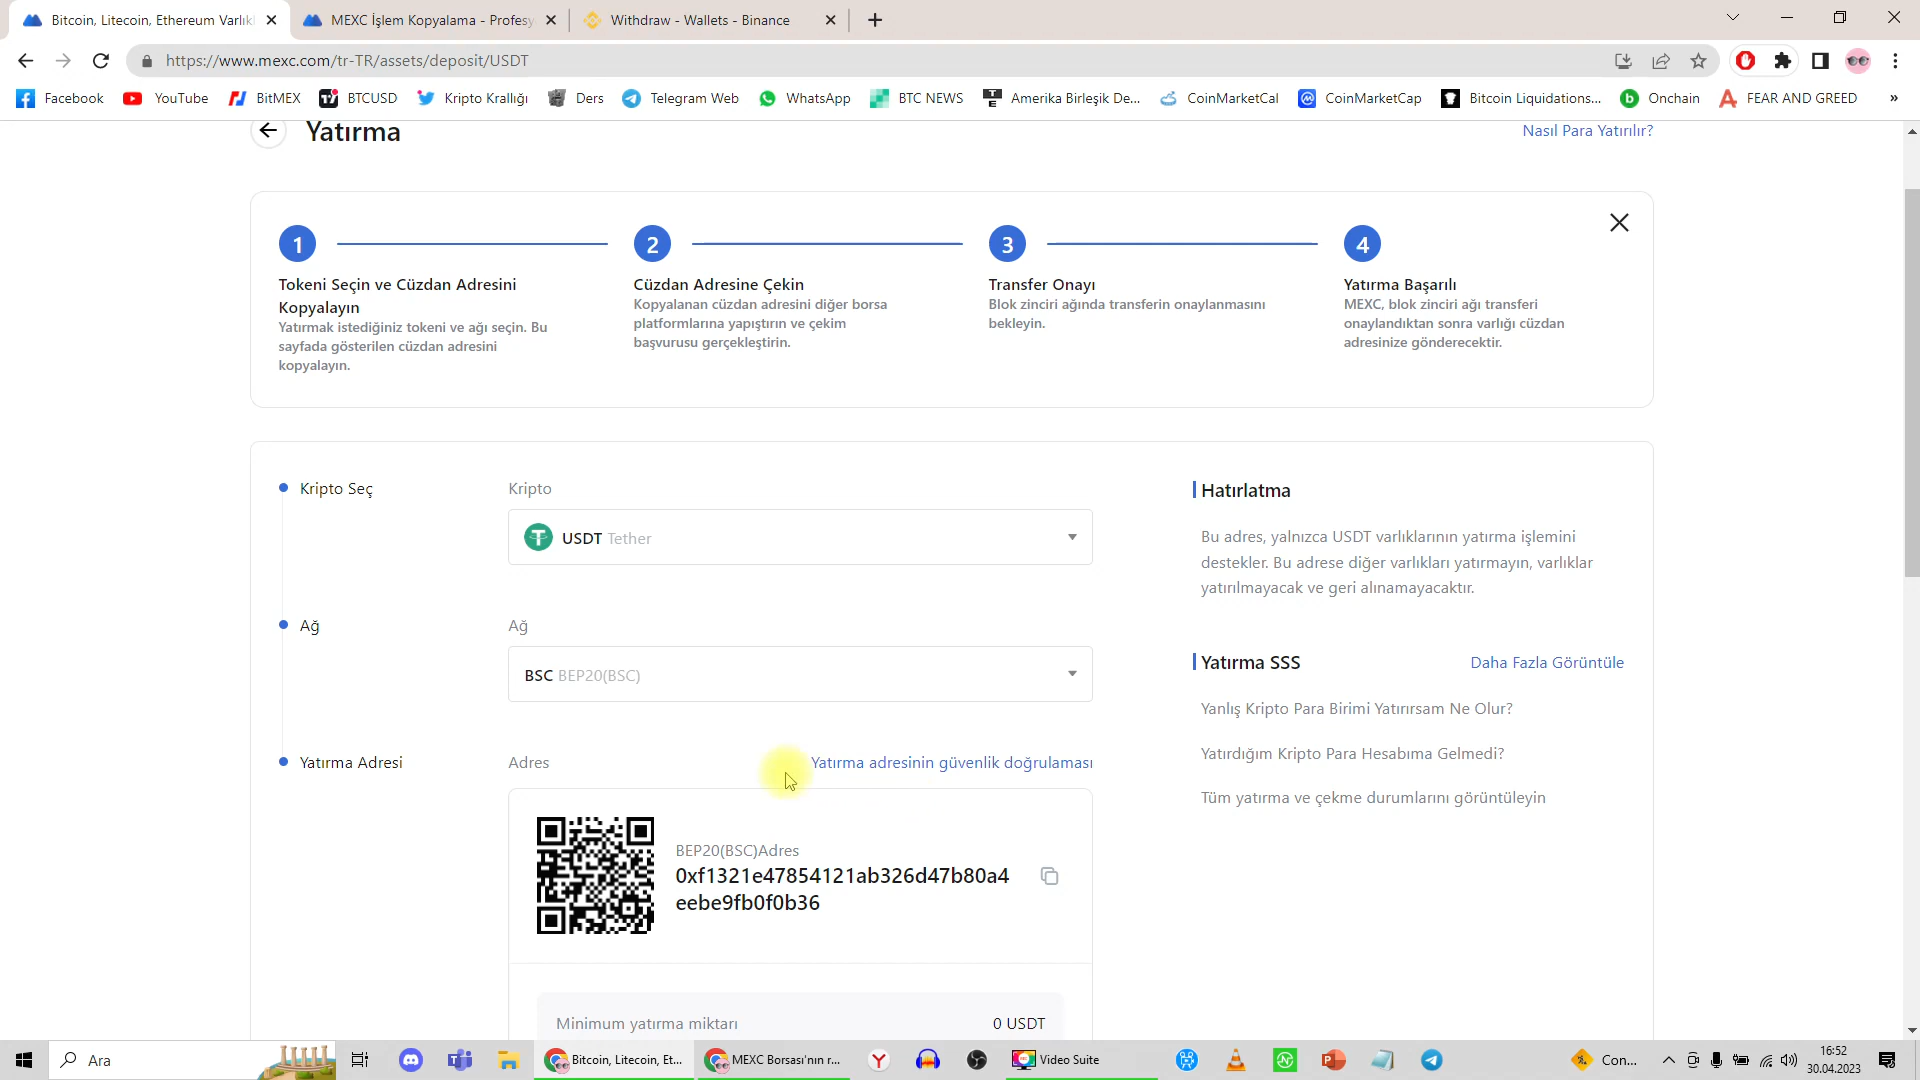 Bitcoin, Litecoin, Ethereum Varlık
MEXC İşlem Kopyalama - Profesy
Withdraw - Wallets - Binance
https://www.mexc.com/tr-TR/assets/deposit/USDT
Facebook
YouTube
BitMEX
BTCUSD
Kripto Krallığı
Ders
Telegram Web
WhatsApp
BTC NEWS
Amerika Birleşik De...
CoinMarketCal
CoinMarketCap
Bitcoin Liquidations...
Onchain
FEAR AND GREED
»
Yatırma
Nasıl Para Yatırılır?
1
2
3
4
Tokeni Seçin ve Cüzdan Adresini
Kopyalayın
Yatırmak istediğiniz tokeni ve ağı seçin. Bu
sayfada gösterilen cüzdan adresini
kopyalayın.
Cüzdan Adresine Çekin
Kopyalanan cüzdan adresini diğer borsa
platformlarına yapıştırın ve çekim
başvurusu gerçekleştirin.
Transfer Onayı
Blok zinciri ağında transferin onaylanmasını
bekleyin.
Yatırma Başarılı
MEXC, blok zinciri ağı transferi
onaylandıktan sonra varlığı cüzdan
adresinize gönderecektir.
Kripto Seç
Kripto
USDT Tether
Ağ
Ağ
BSC BEP20(BSC)
Yatırma Adresi
Adres
Yatırma adresinin güvenlik doğrulaması
BEP20(BSC)Adres
0xf1321e47854121ab326d47b80a4
eebe9fb0f0b36
Minimum yatırma miktarı
0 USDT
Hatırlatma
Bu adres, yalnızca USDT varlıklarının yatırma işlemini
destekler. Bu adrese diğer varlıkları yatırmayın, varlıklar
yatırılmayacak ve geri alınamayacaktır.
Yatırma SSS
Daha Fazla Görüntüle
Yanlış Kripto Para Birimi Yatırırsam Ne Olur?
Yatırdığım Kripto Para Hesabıma Gelmedi?
Tüm yatırma ve çekme durumlarını görüntüleyin
Ara
Bitcoin, Litecoin, Et...
MEXC Borsası'nın r...
Video Suite
Con...
16:52
30.04.2023